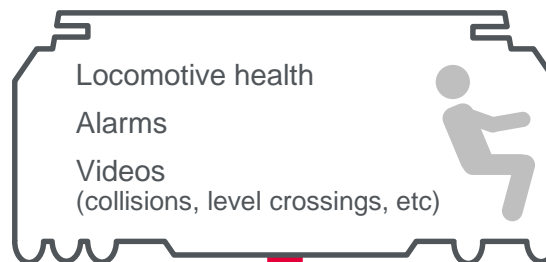 Locomotive health
Alarms
Videos
(collisions, level crossings, etc)